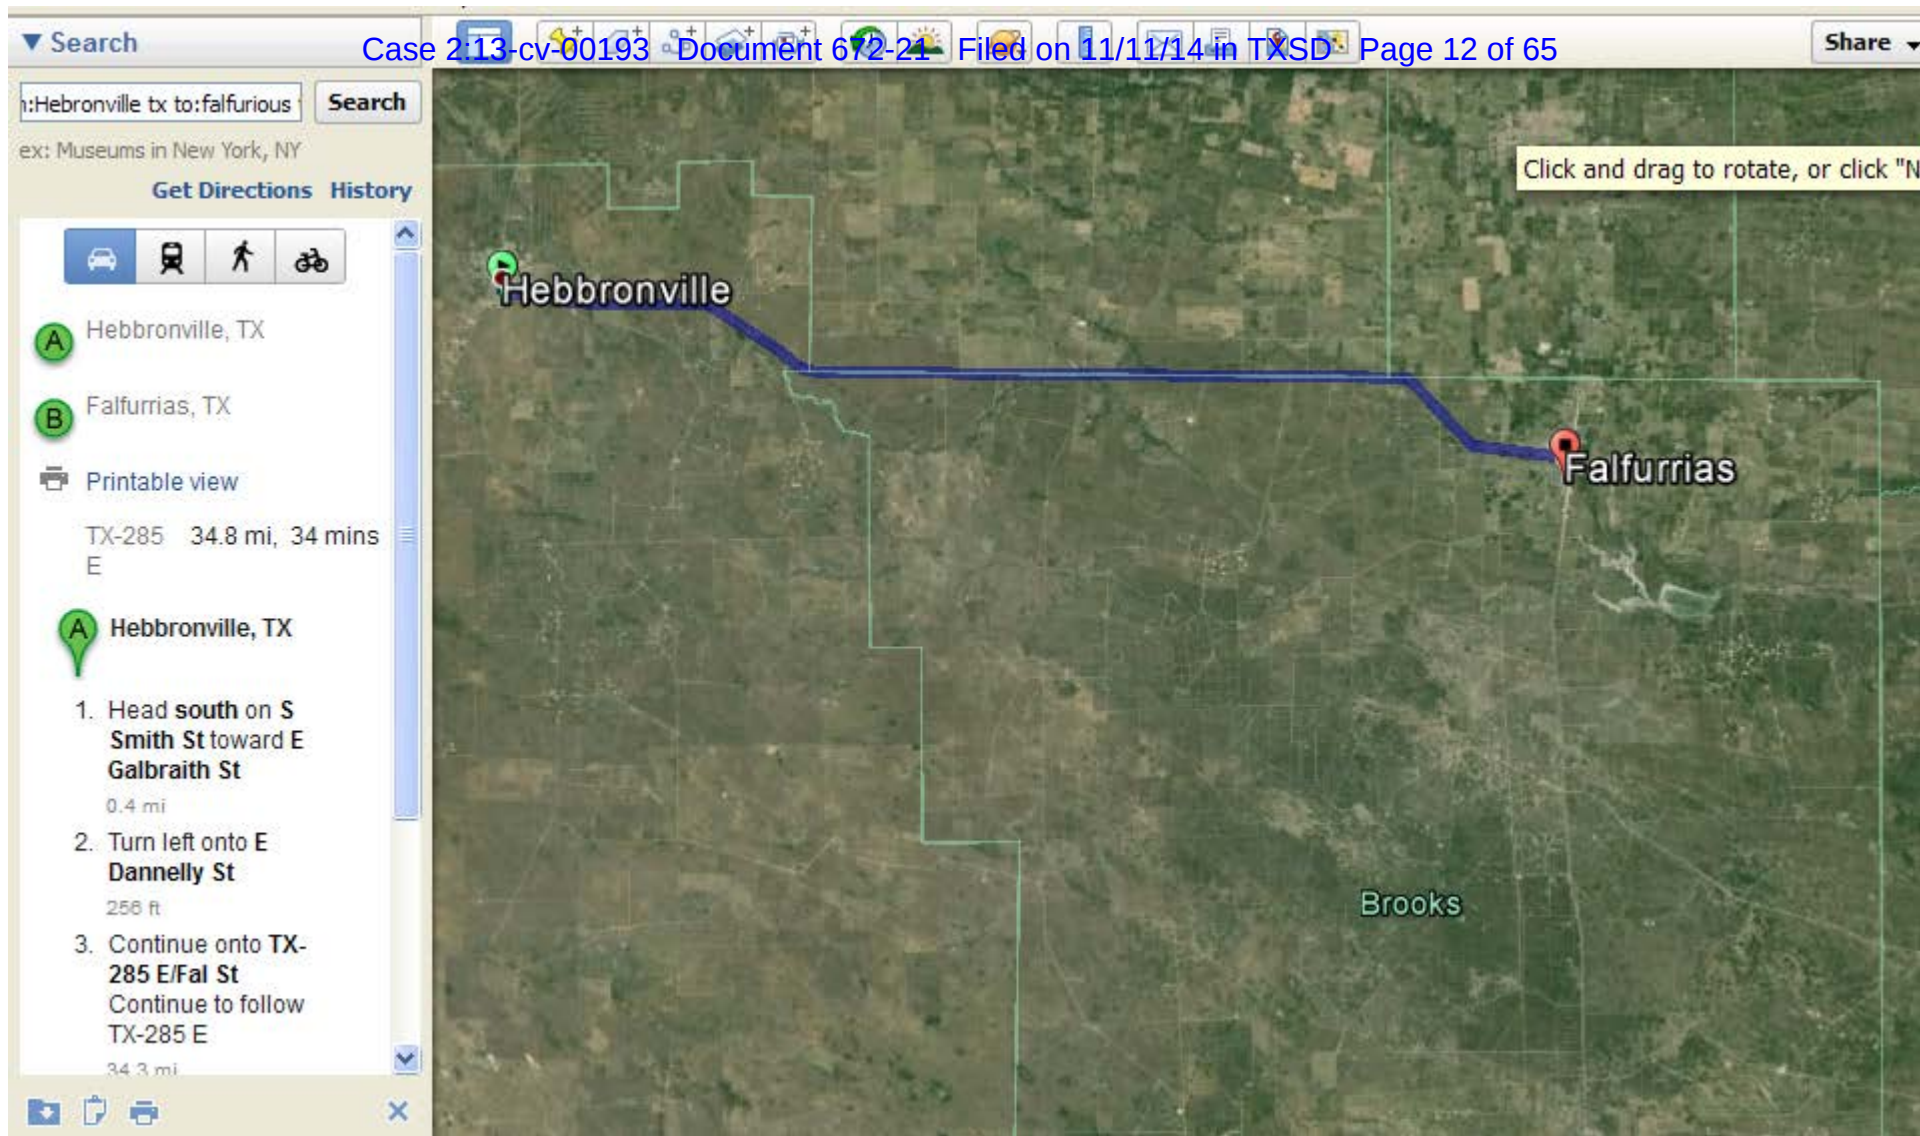 Case 2:13-cv-00193 Document 672-21 Filed on 11/11/14 in TXSD Page 12 of 65
Search
Share
:Hebronville tx to:falfurious
Search
ex: Museums in New York, NY
Get Directions History
Click and drag to rotate, or click "N
A
Hebbronville, TX
B
Falfurrias, TX
Printable view
TX-285 34.8 mi, 34 mins
E
A
Hebbronville, TX
1. Head south on S
Smith St toward E
Galbraith St
0.4 mi
2. Turn left onto E
Dannelly St
256 ft
3. Continue onto TX-
285 E/Fal St
Continue to follow
TX-285 E
34.3 mi
Hebbronville
Falfurrias
Brooks